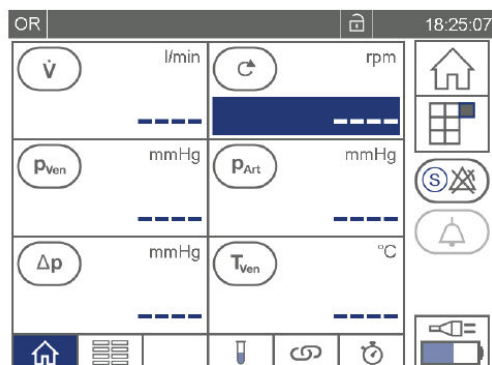 OR 18:25:07
V̇ l/min rpm
---- ----
pVen mmHg pArt mmHg
---- ----
Δp mmHg TVen °C
---- ----
S